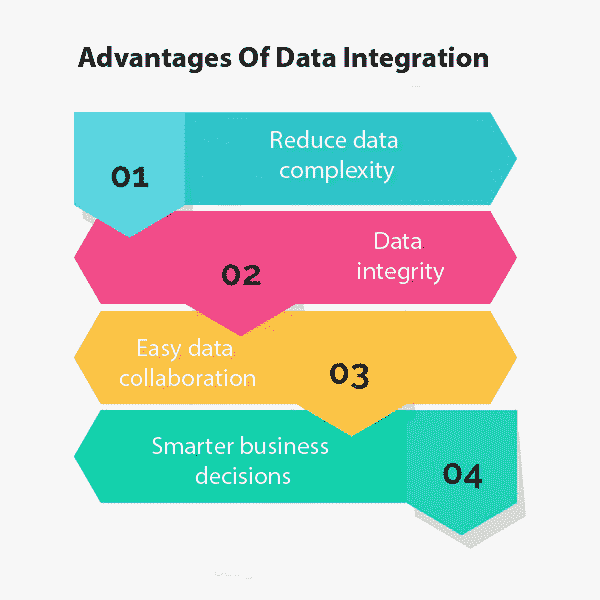 Advantages Of Data Integration
01
Reduce data
complexity
02
Data
integrity
Easy data
collaboration
03
Smarter business
decisions
04